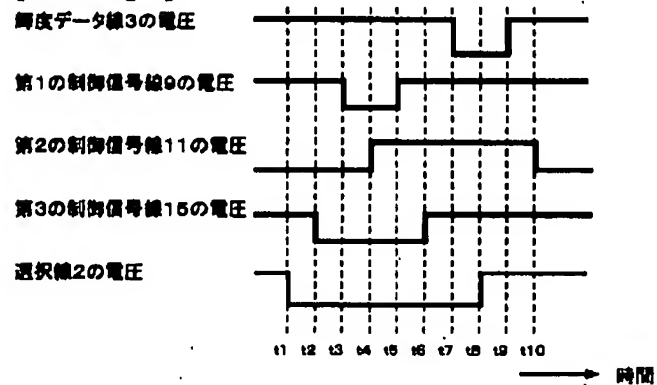 輝度データ線3の電圧
第1の制御信号線9の電圧
第2の制御信号線11の電圧
第3の制御信号線15の電圧
選択線2の電圧
t1 t2 t3 t4 t5 t6 t7 t8 t9 t10
時間